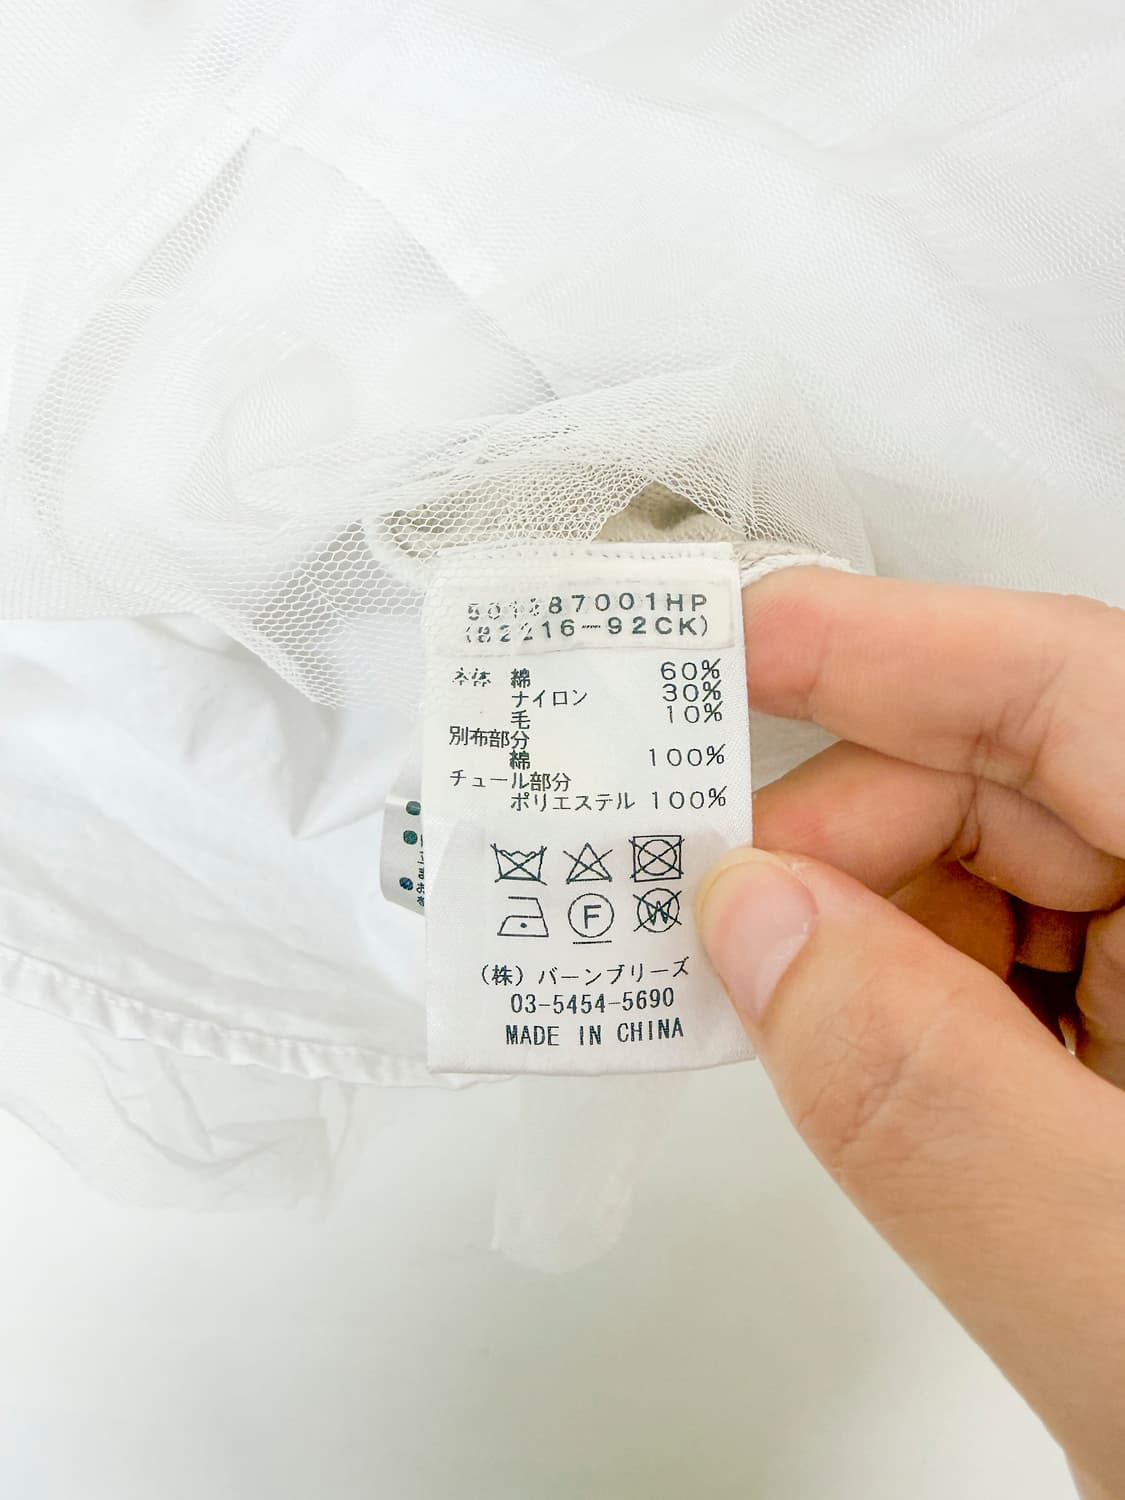 (82216-92CK)
本体 綿 60%
ナイロン 30%
毛 10%
別布部分
綿 100%
チュール部分
ポリエステル 100%
F
W
(株)バーンブリーズ
03-5454-5690
MADE IN CHINA